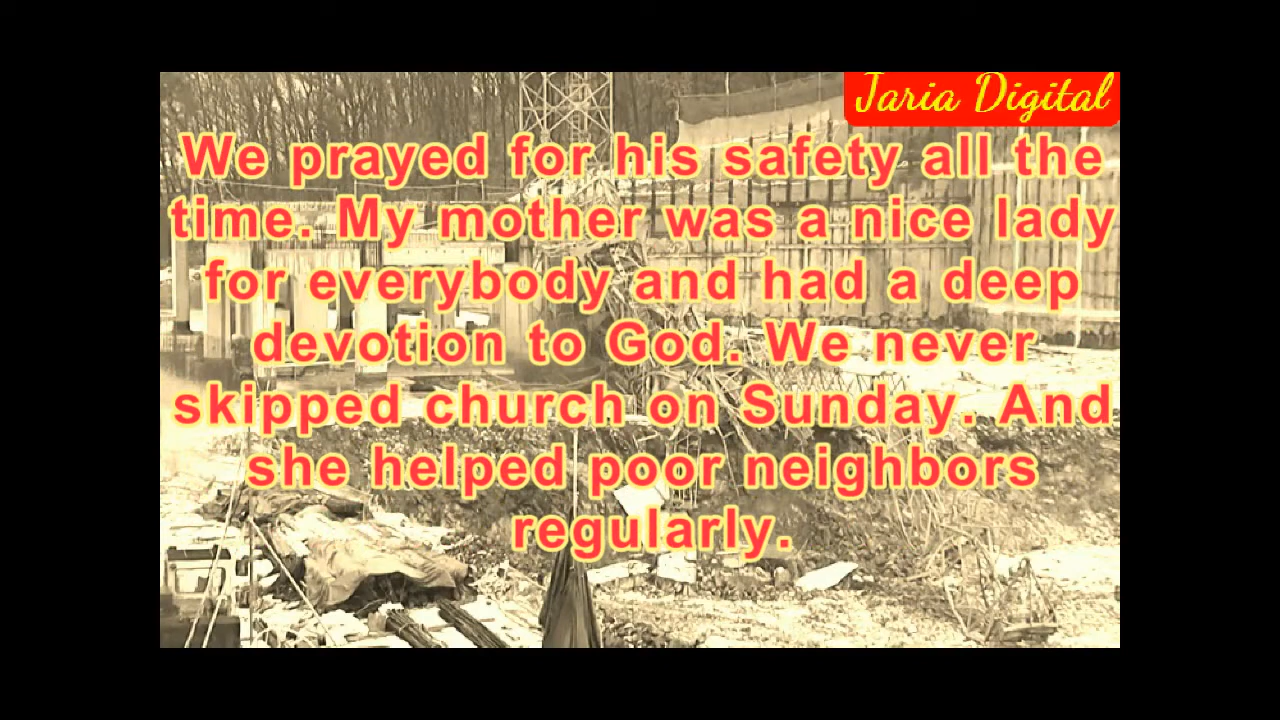 Jaria Digital
We prayed for his safety all the
time. My mother was a nice lady
for everybody and had a deep
devotion to God. We never
skipped church on Sunday. And
she helped poor neighbors
regularly.